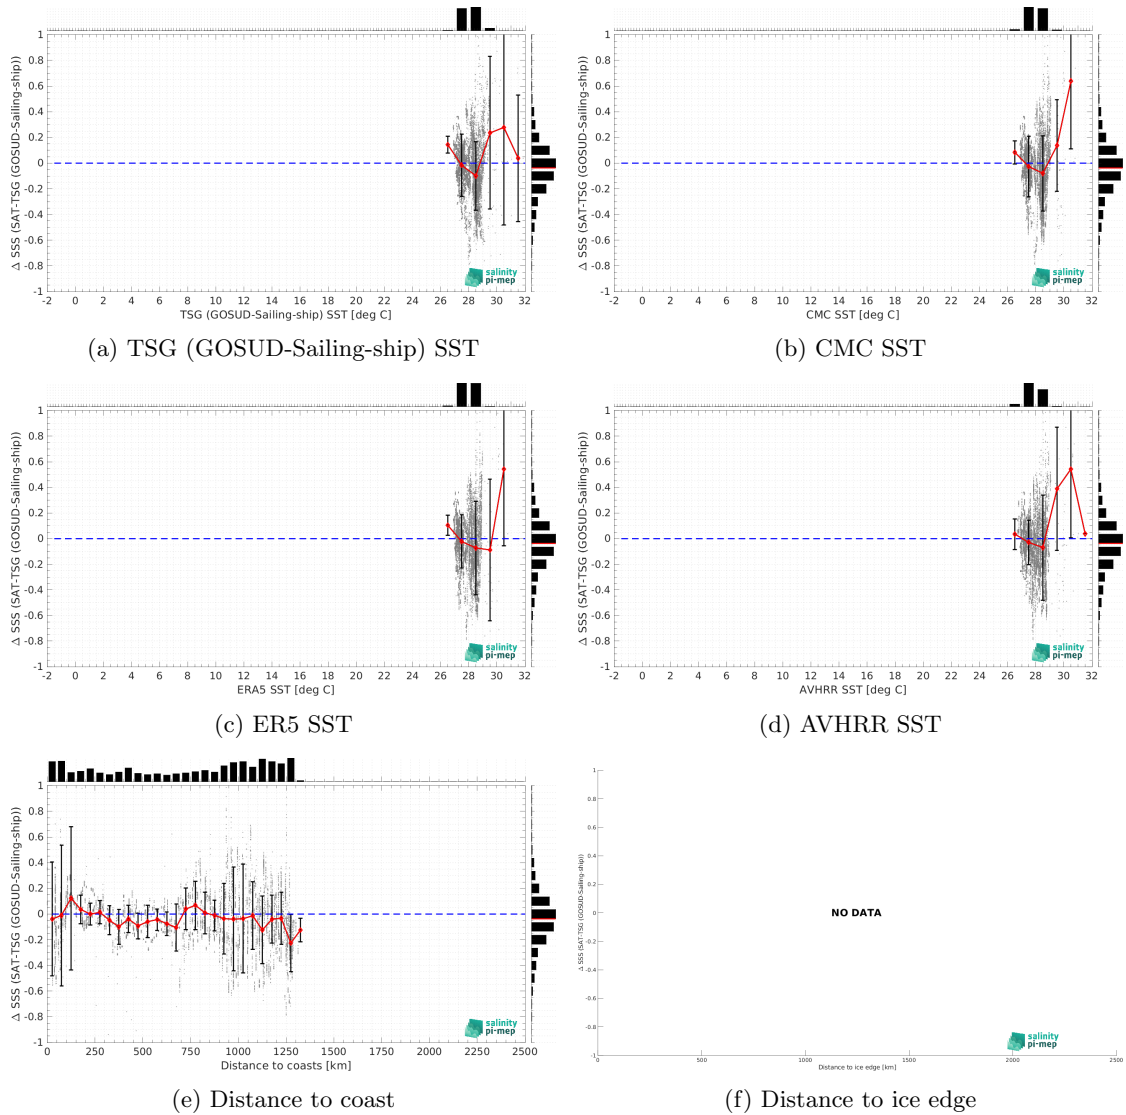 1
0.8
0.6
0.4
0.2
0
-0.2
-0.4
-0.6
-0.8
-1
Δ SSS (SAT-TSG (GOSUD-Sailing-ship))
salinity
pi-mep
-2 0 2 4 6 8 10 12 14 16 18 20 22 24 26 28 30 32
TSG (GOSUD-Sailing-ship) SST [deg C]
(a) TSG (GOSUD-Sailing-ship) SST
1
0.8
0.6
0.4
0.2
0
-0.2
-0.4
-0.6
-0.8
-1
Δ SSS (SAT-TSG (GOSUD-Sailing-ship))
salinity
pi-mep
-2 0 2 4 6 8 10 12 14 16 18 20 22 24 26 28 30 32
CMC SST [deg C]
(b) CMC SST
1
0.8
0.6
0.4
0.2
0
-0.2
-0.4
-0.6
-0.8
-1
Δ SSS (SAT-TSG (GOSUD-Sailing-ship))
salinity
pi-mep
-2 0 2 4 6 8 10 12 14 16 18 20 22 24 26 28 30 32
ERA5 SST [deg C]
(c) ER5 SST
1
0.8
0.6
0.4
0.2
0
-0.2
-0.4
-0.6
-0.8
-1
Δ SSS (SAT-TSG (GOSUD-Sailing-ship))
salinity
pi-mep
-2 0 2 4 6 8 10 12 14 16 18 20 22 24 26 28 30 32
AVHRR SST [deg C]
(d) AVHRR SST
1
0.8
0.6
0.4
0.2
0
-0.2
-0.4
-0.6
-0.8
-1
Δ SSS (SAT-TSG (GOSUD-Sailing-ship))
salinity
pi-mep
0 250 500 750 1000 1250 1500 1750 2000 2250 2500
Distance to coasts [km]
(e) Distance to coast
1
0.8
0.6
0.4
0.2
0
-0.2
-0.4
-0.6
-0.8
-1
Δ SSS (SAT-TSG (GOSUD-Sailing-ship))
NO DATA
salinity
pi-mep
0 500 1000 1500 2000 2500
Distance to ice edge [km]
(f) Distance to ice edge